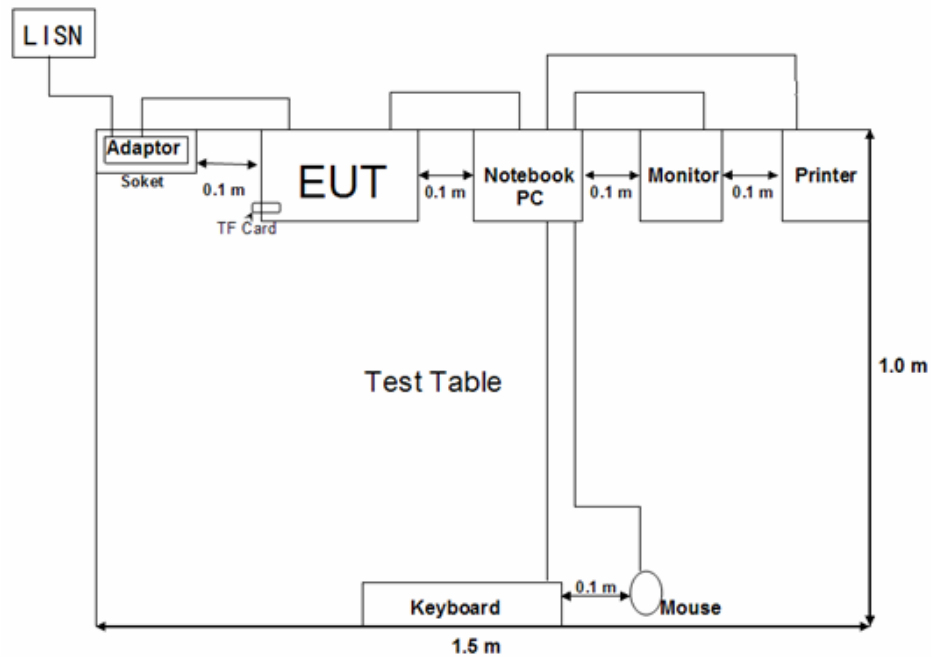 LISN
Adaptor
Soket
0.1 m
EUT
TF Card
0.1 m
Notebook
PC
0.1 m
Monitor
0.1 m
Printer
Test Table
1.0 m
Keyboard
0.1 m
Mouse
1.5 m